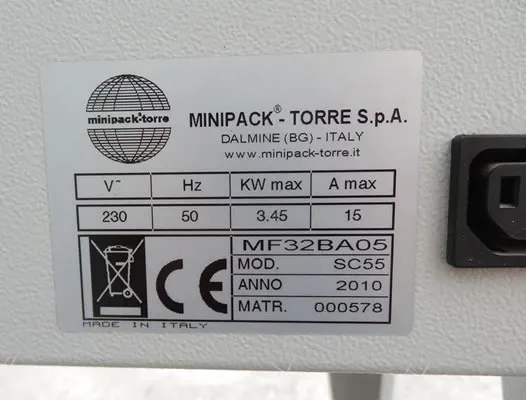 minipack-torre
MINIPACK®- TORRE S.p.A.
DALMINE (BG) - ITALY
www.minipack-torre.it
V~ Hz KW max A max
230 50 3.45 15
MF32BA05
MOD. SC55
ANNO 2010
MATR. 000578
CE
MADE IN ITALY